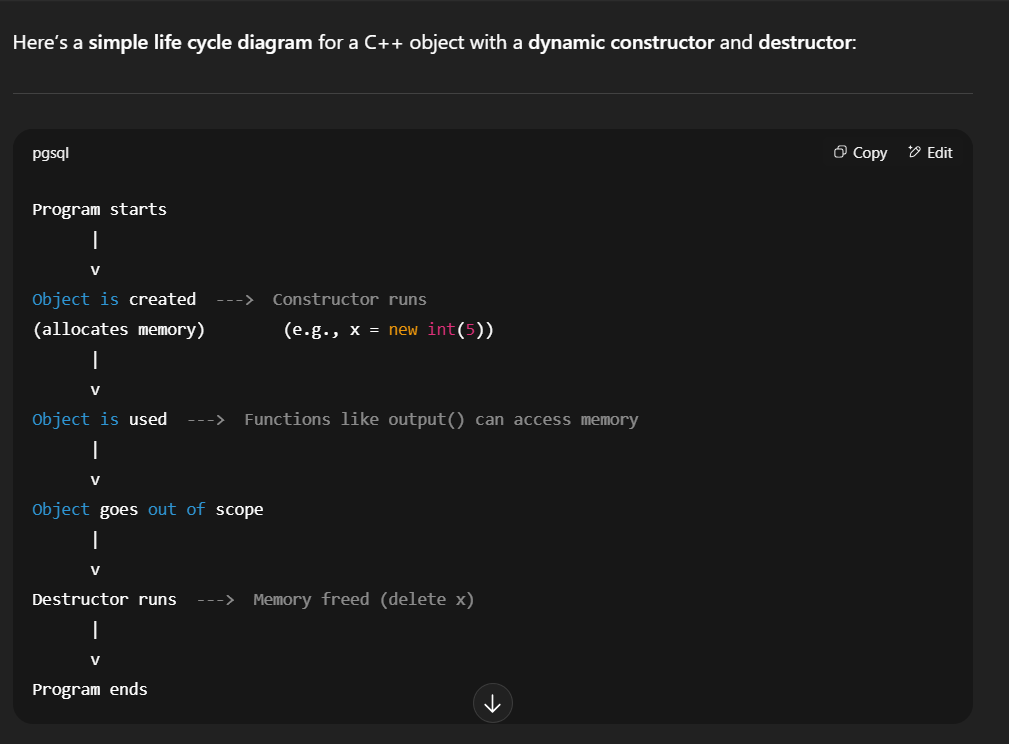 Here's a simple life cycle diagram for a C++ object with a dynamic constructor and destructor:
pgsql
Copy
Edit
Program starts
|
v
Object is created ---> Constructor runs
(allocates memory) (e.g., x = new int(5))
|
v
Object is used ---> Functions like output() can access memory
|
v
Object goes out of scope
|
v
Destructor runs ---> Memory freed (delete x)
|
v
Program ends